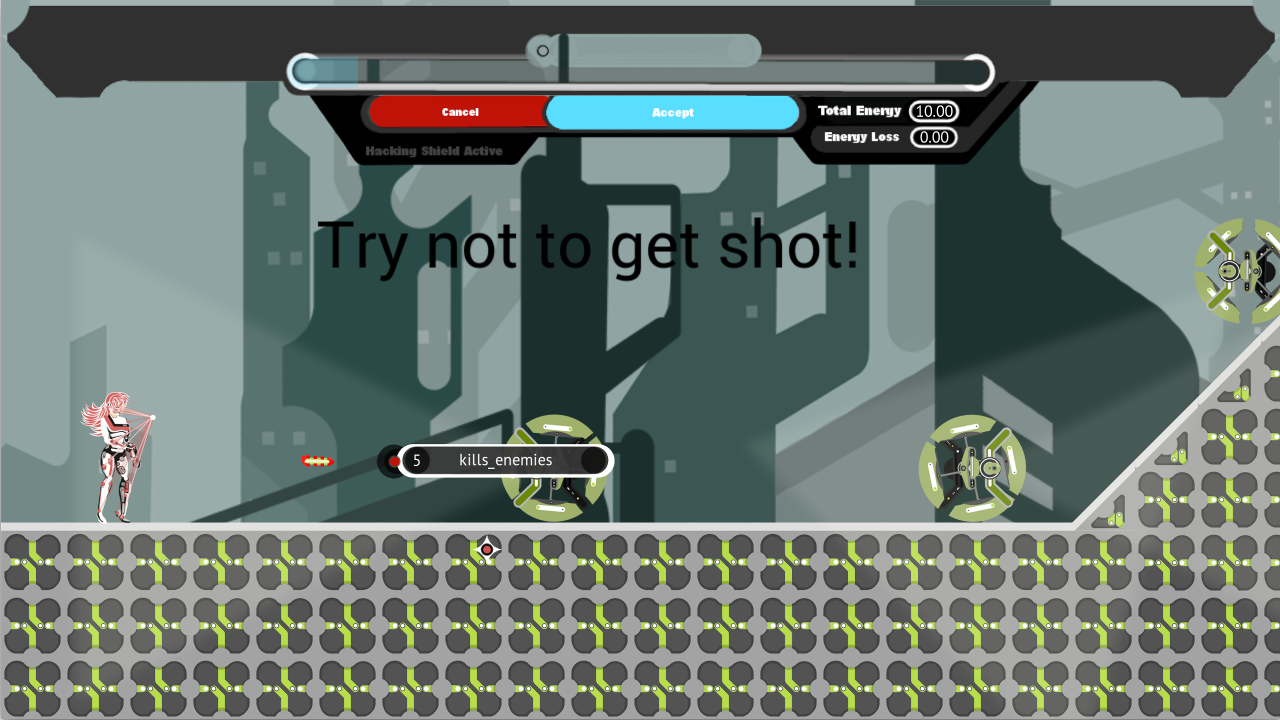 Cancel
Accept
Total Energy 10.00
Energy Loss 0.00
Hacking Shield Active
Try not to get shot!
5 kills_enemies